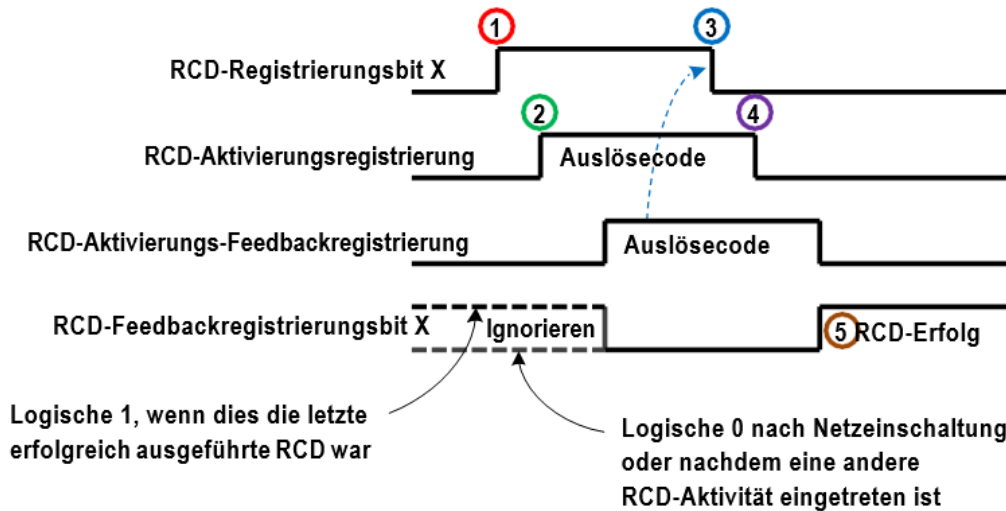 1
3
RCD-Registrierungsbit X
2
4
RCD-Aktivierungsregistrierung
Auslösecode
RCD-Aktivierungs-Feedbackregistrierung
Auslösecode
RCD-Feedbackregistrierungsbit X
Ignorieren
5 RCD-Erfolg
Logische 1, wenn dies die letzte
erfolgreich ausgeführte RCD war
Logische 0 nach Netzeinschaltung
oder nachdem eine andere
RCD-Aktivität eingetreten ist